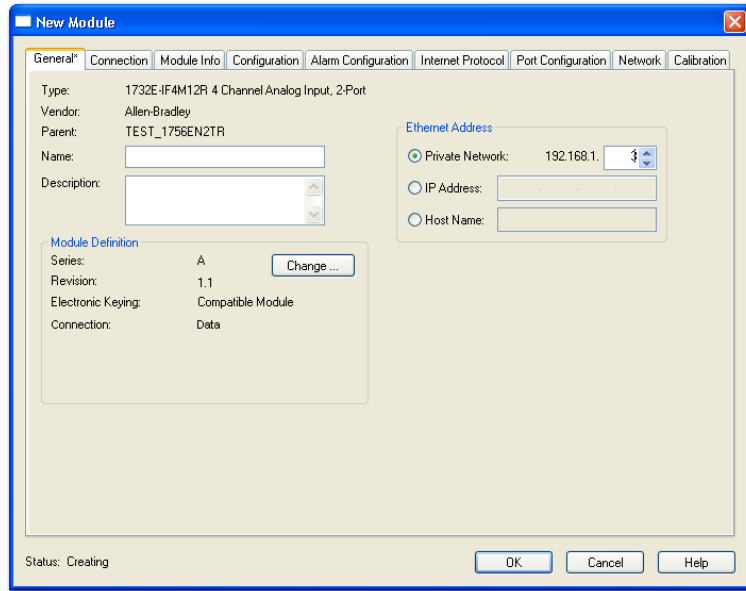 New Module
General* Connection Module Info Configuration Alarm Configuration Internet Protocol Port Configuration Network Calibration
Type: 1732E-IF4M12R 4 Channel Analog Input, 2-Port
Vendor: Allen-Bradley
Parent: TEST_1756EN2TR
Name:
Description:
Ethernet Address
Private Network: 192.168.1. 3
IP Address:
Host Name:
Module Definition
Series: A
Change ...
Revision: 1.1
Electronic Keying: Compatible Module
Connection: Data
Status: Creating
OK Cancel Help